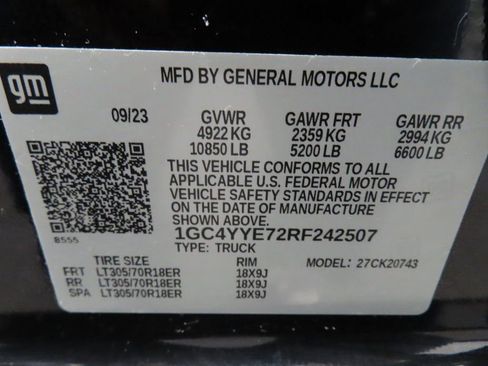 gm
MFD BY GENERAL MOTORS LLC
09/23 GVWR GAWR FRT GAWR RR
4922 KG 2359 KG 2994 KG
10850 LB 5200 LB 6600 LB
THIS VEHICLE CONFORMS TO ALL
APPLICABLE U.S. FEDERAL MOTOR
VEHICLE SAFETY STANDARDS IN EFFECT
ON THE DATE OF MANUFACTURE
SHOWN ABOVE.
8555 1GC4YYE72RF242507
TYPE: TRUCK
TIRE SIZE RIM MODEL: 27CK20743
FRT LT305/70R18ER 18X9J
RR LT305/70R18ER 18X9J
SPA LT305/70R18ER 18X9J